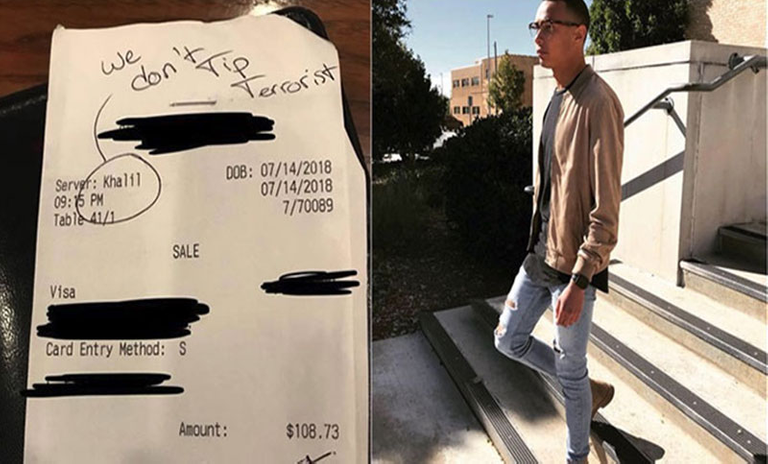 We
don't Tip
Terrorist
Server: Khalil
DOB: 07/14/2018
09:15 PM
07/14/2018
Table 41/1
7/70089
SALE
Visa
Card Entry Method: S
Amount: $108.73